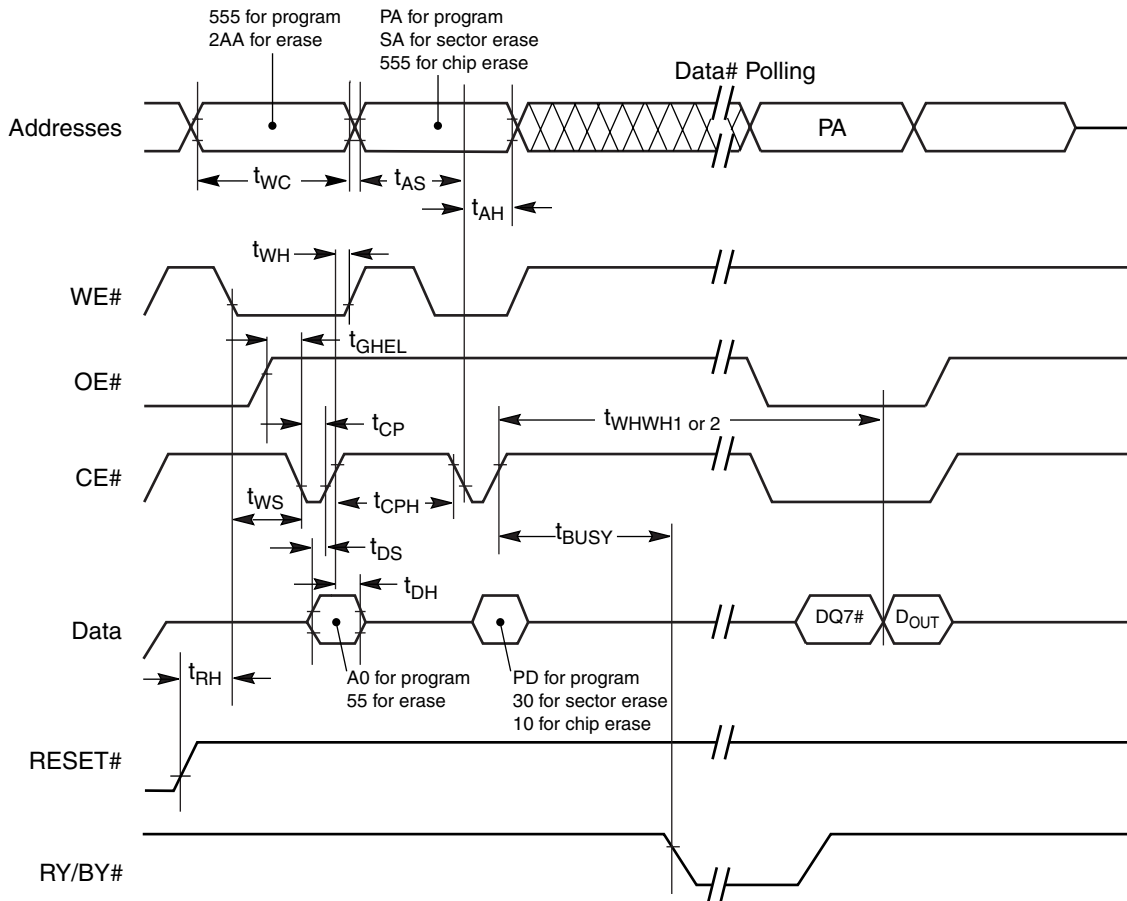 555 for program
2AA for erase
PA for program
SA for sector erase
555 for chip erase
Data# Polling
Addresses
PA
tWC
tAS
tAH
tWH
WE#
tGHEL
OE#
tWHWH1 or 2
tCP
CE#
tWS
tCPH
tBUSY
tDS
tDH
Data
DQ7#
DOUT
tRH
A0 for program
55 for erase
PD for program
30 for sector erase
10 for chip erase
RESET#
RY/BY#